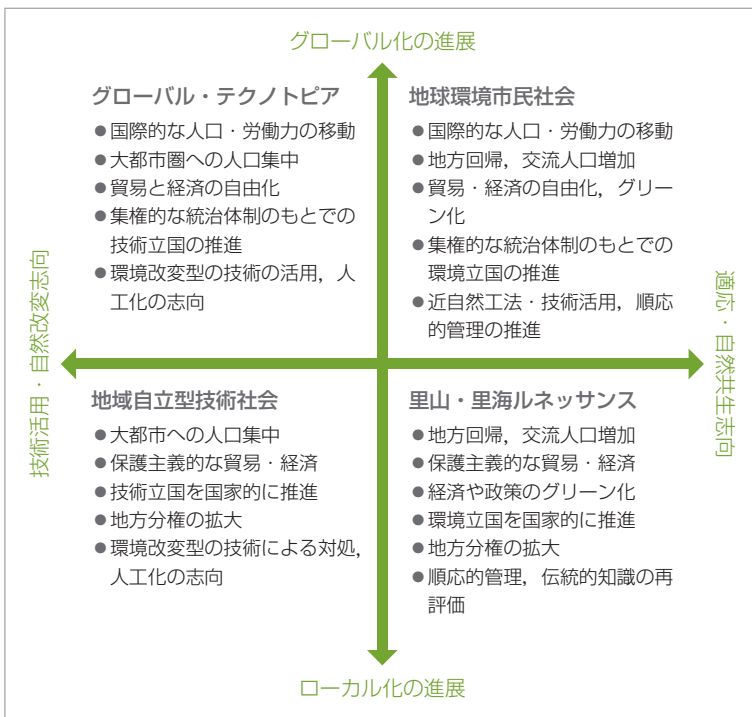 グローバル化の進展
グローバル・テクノトピア
●国際的な人口・労働力の移動
●大都市圏への人口集中
●貿易と経済の自由化
●集権的な統治体制のもとでの
技術立国の推進
●環境改変型の技術の活用，人
工化の志向
地球環境市民社会
●国際的な人口・労働力の移動
●地方回帰，交流人口増加
●貿易・経済の自由化，グリー
ン化
●集権的な統治体制のもとでの
環境立国の推進
●近自然工法・技術活用，順応
的管理の推進
技術活用・自然改変志向
適応・自然共生志向
地域自立型技術社会
●大都市への人口集中
●保護主義的な貿易・経済
●技術立国を国家的に推進
●地方分権の拡大
●環境改変型の技術による対処，
人工化の志向
里山・里海ルネッサンス
●地方回帰，交流人口増加
●保護主義的な貿易・経済
●経済や政策のグリーン化
●環境立国を国家的に推進
●地方分権の拡大
●順応的管理，伝統的知識の再
評価
ローカル化の進展